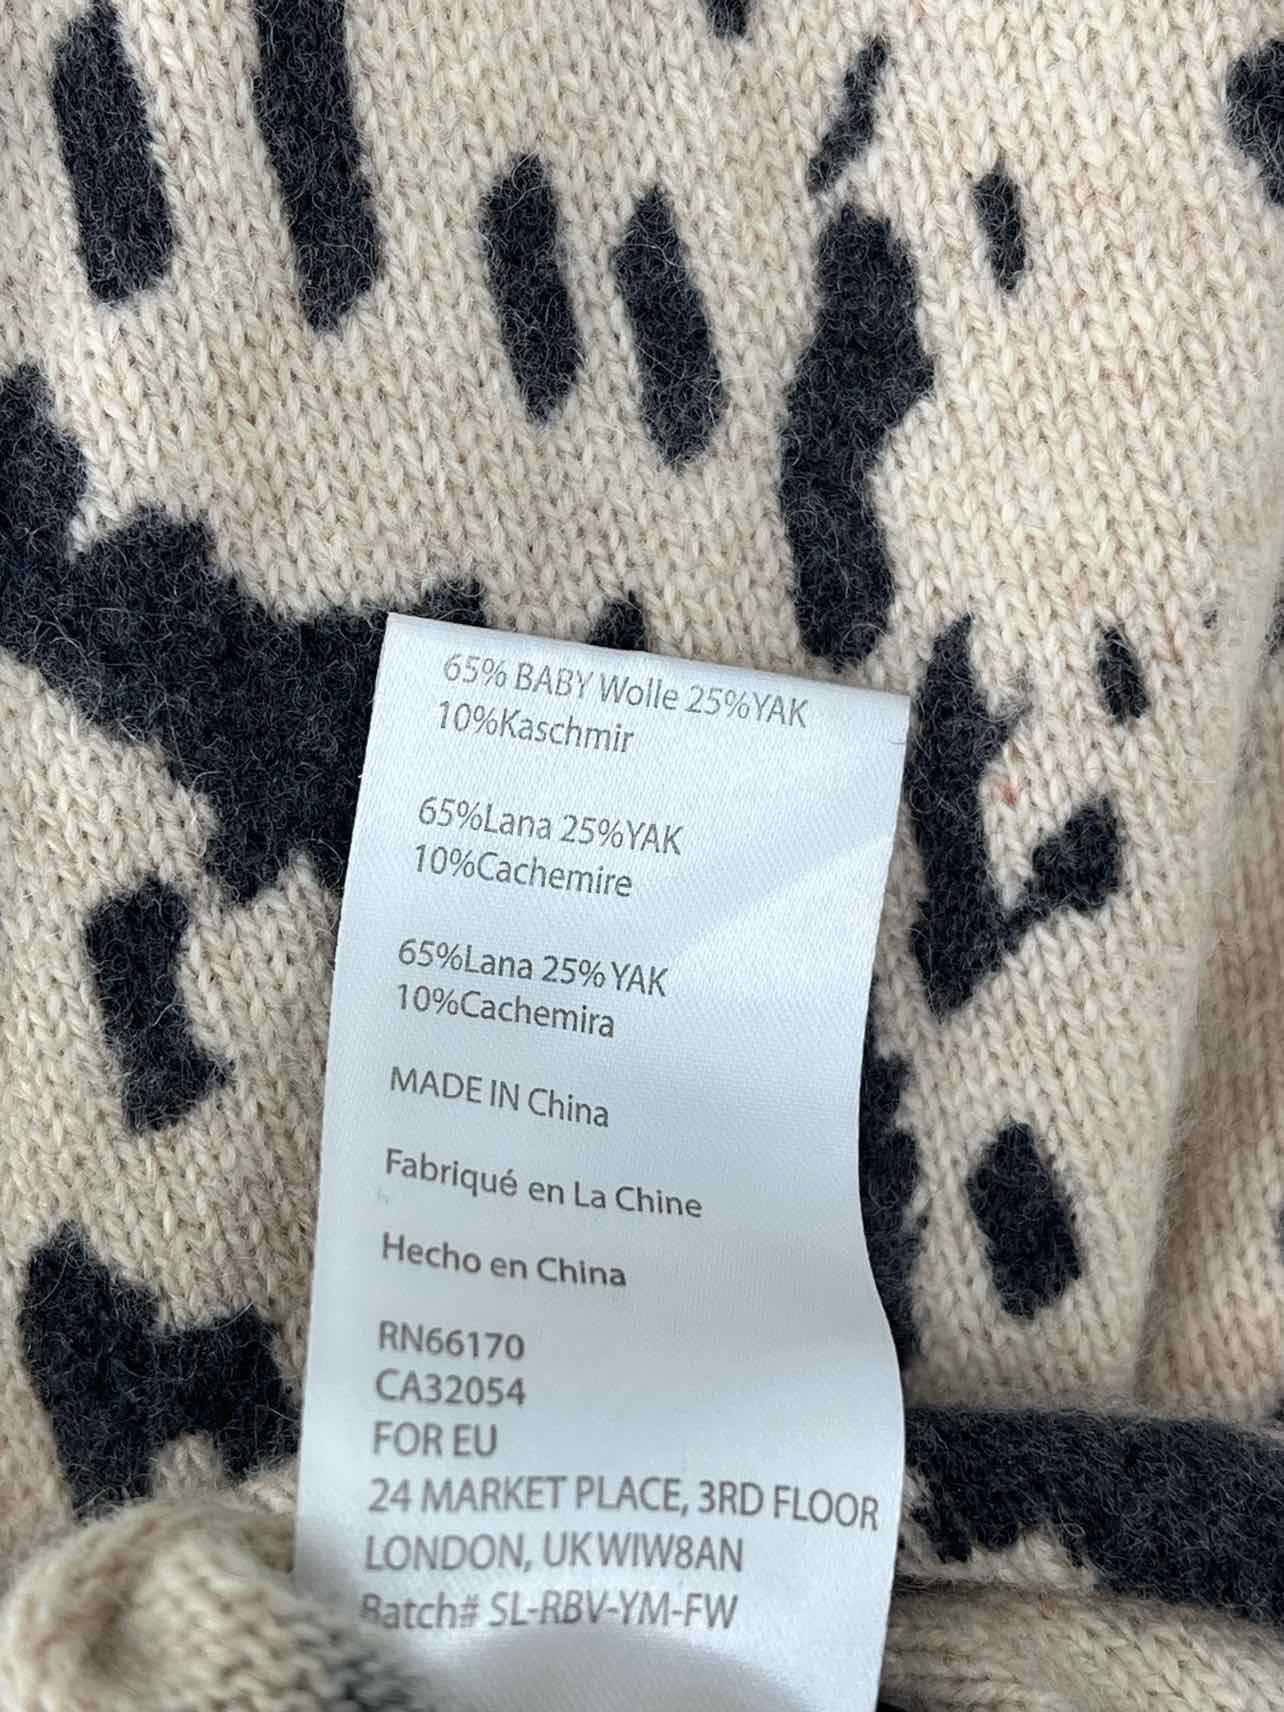 65% BABY Wolle 25%YAK
10%Kaschmir
65%Lana 25%YAK
10%Cachemire
65%Lana 25% YAK
10%Cachemira
MADE IN China
Fabriqué en La Chine
Hecho en China
RN66170
CA32054
FOR EU
24 MARKET PLACE, 3RD FLOOR
LONDON, UK WIW8AN
Batch# SL-RBV-YM-FW